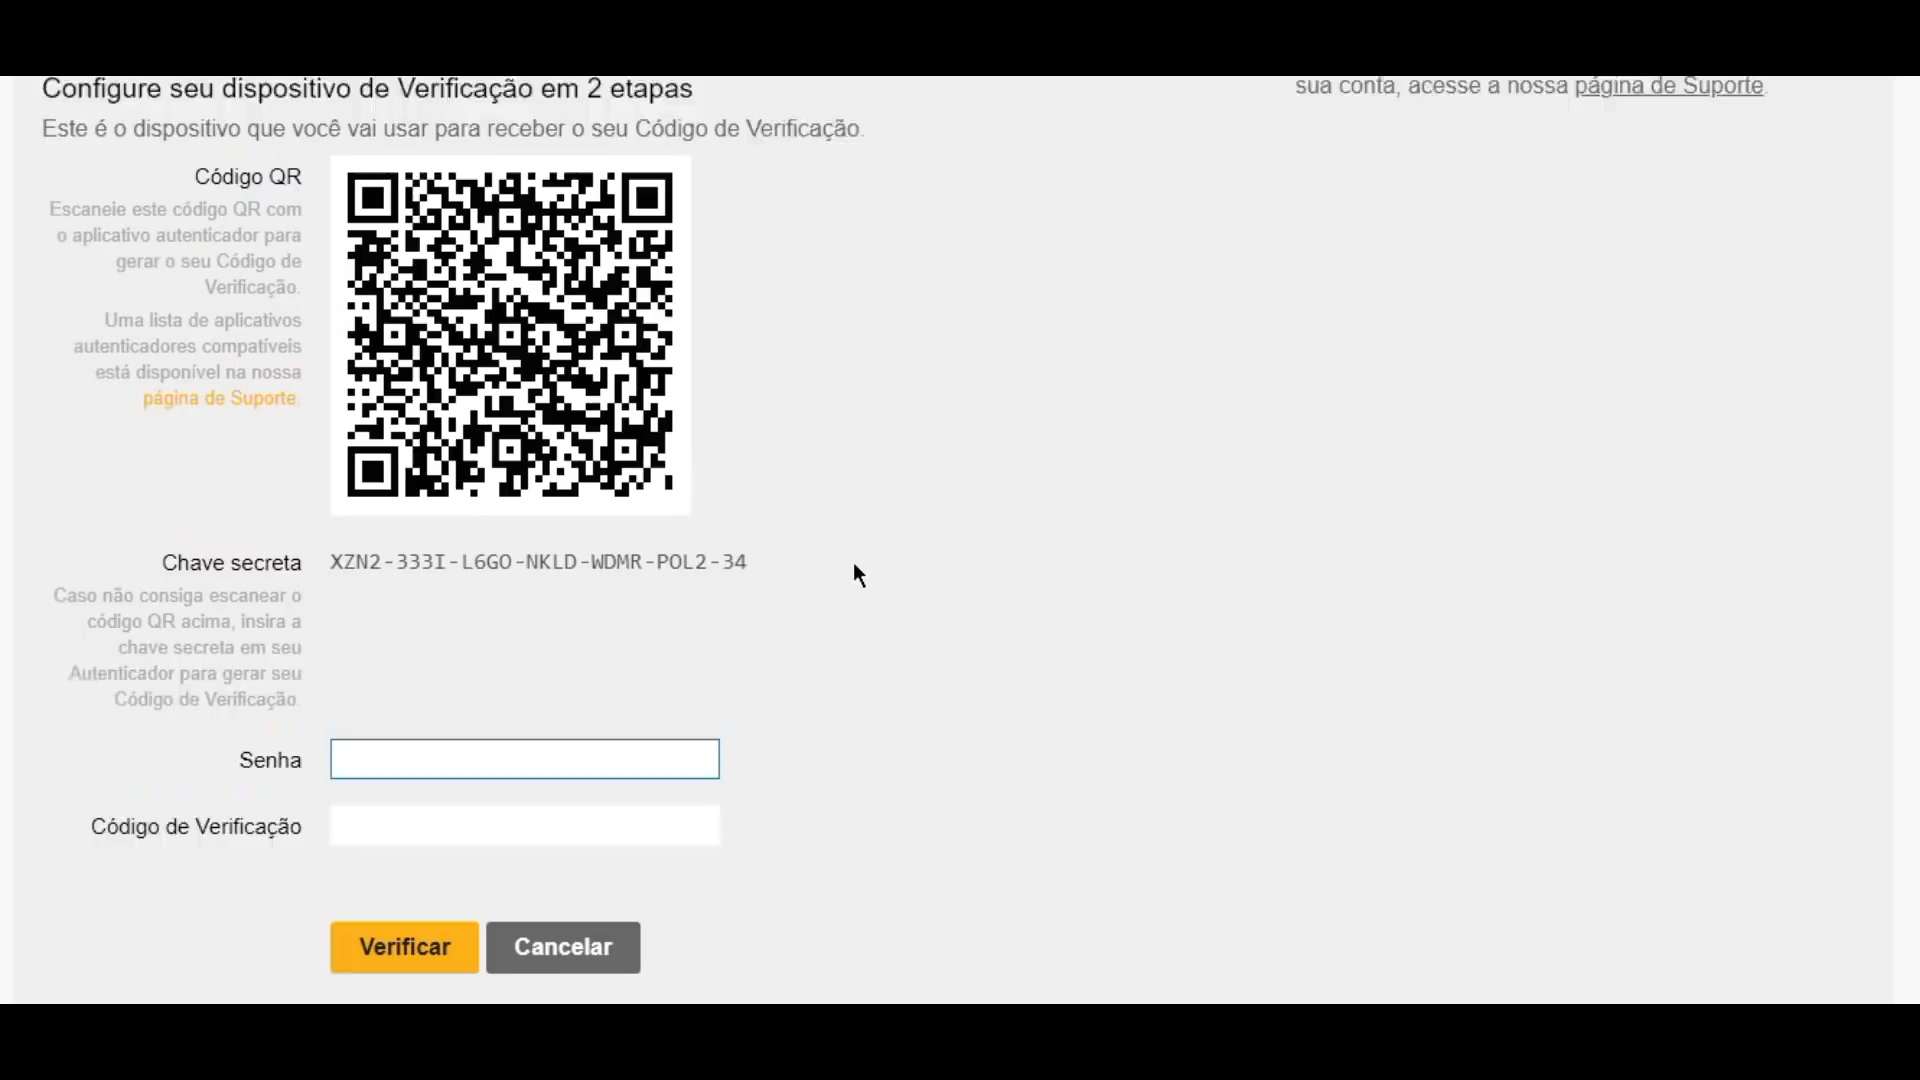 Configure seu dispositivo de Verificação em 2 etapas
sua conta, acesse a nossa página de Suporte.
Este é o dispositivo que você vai usar para receber o seu Código de Verificação.
Código QR
Escaneie este código QR com
o aplicativo autenticador para
gerar o seu Código de
Verificação.
Uma lista de aplicativos
autenticadores compatíveis
está disponível na nossa
página de Suporte.
Chave secreta
XZN2-333I-L6GO-NKLD-WDMR-POL2-34
Caso não consiga escanear o
código QR acima, insira a
chave secreta em seu
Autenticador para gerar seu
Código de Verificação.
Senha
Código de Verificação
Verificar
Cancelar